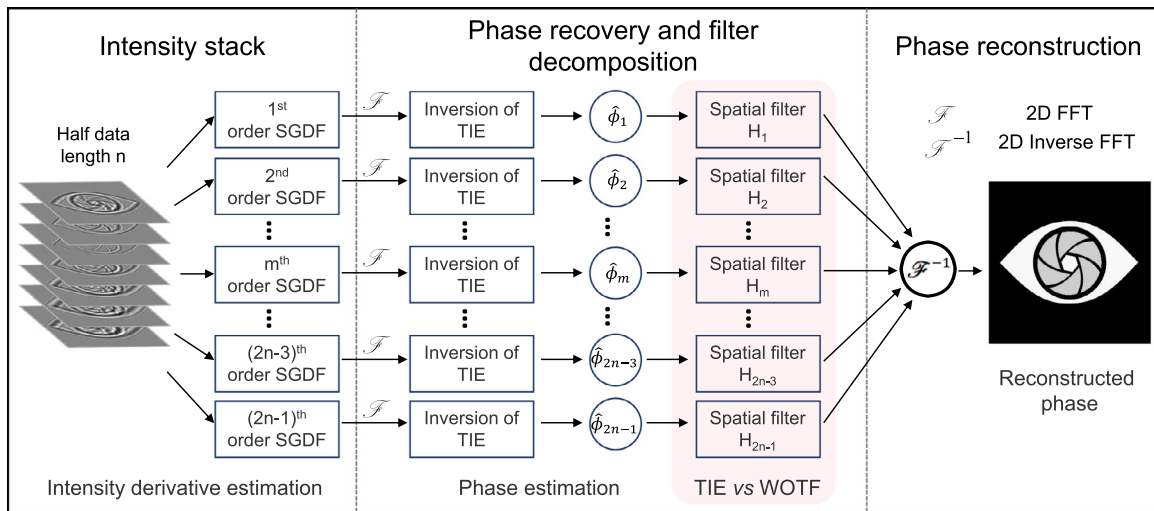 Intensity stack
Phase recovery and filter
decomposition
Phase reconstruction
Half data
length n
1st
order SGDF
ℱ
Inversion of
TIE
ϕ̂1
Spatial filter
H1
2nd
order SGDF
ℱ
Inversion of
TIE
ϕ̂2
Spatial filter
H2
mth
order SGDF
ℱ
Inversion of
TIE
ϕ̂m
Spatial filter
Hm
(2n-3)th
order SGDF
ℱ
Inversion of
TIE
ϕ̂2n−3
Spatial filter
H2n-3
(2n-1)th
order SGDF
ℱ
Inversion of
TIE
ϕ̂2n−1
Spatial filter
H2n-1
ℱ−1
ℱ 2D FFT
ℱ−1 2D Inverse FFT
Reconstructed
phase
Intensity derivative estimation
Phase estimation
TIE vs WOTF